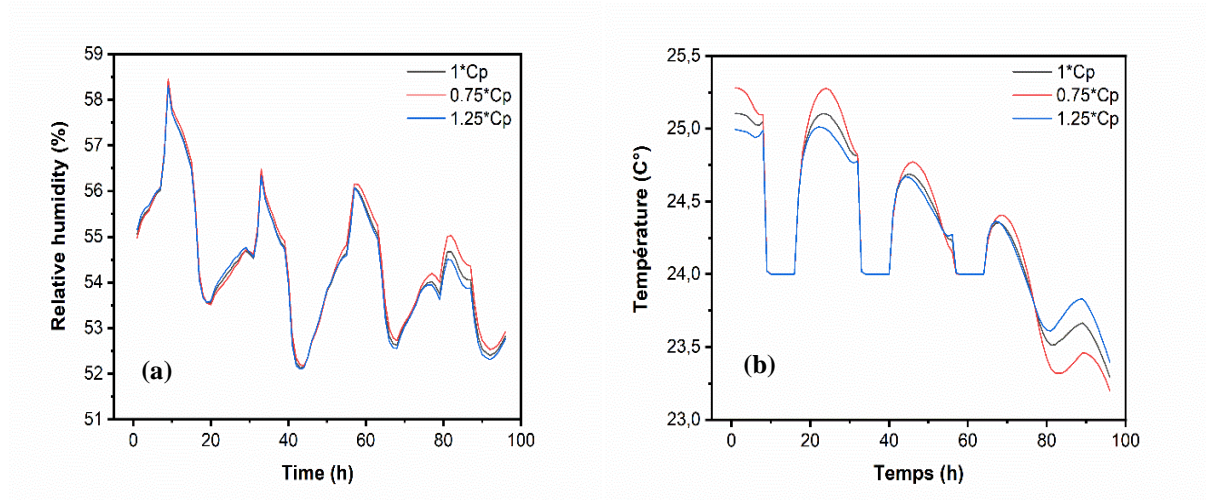 59
58
57
56
55
54
53
52
51
Relative humidity (%)
1*Cp
0.75*Cp
1.25*Cp
(a)
0
20
40
60
80
100
Time (h)
25,5
25,0
24,5
24,0
23,5
23,0
Température (C°)
1*Cp
0.75*Cp
1.25*Cp
(b)
0
20
40
60
80
100
Temps (h)